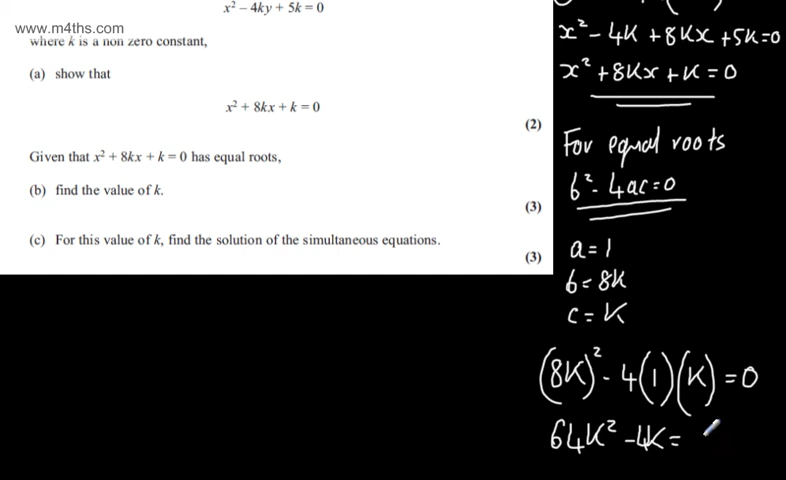 x² − 4ky + 5k = 0
www.m4ths.com
where k is a non zero constant,
(a) show that
x² + 8kx + k = 0
(2)
Given that x² + 8kx + k = 0 has equal roots,
(b) find the value of k.
(3)
(c) For this value of k, find the solution of the simultaneous equations.
(3)
x² - 4K + 8Kx + 5K = 0
x² + 8Kx + K = 0
For equal roots
b² - 4ac = 0
a = 1
b = 8K
c = K
(8K)² - 4(1)(K) = 0
64K² - 4K =